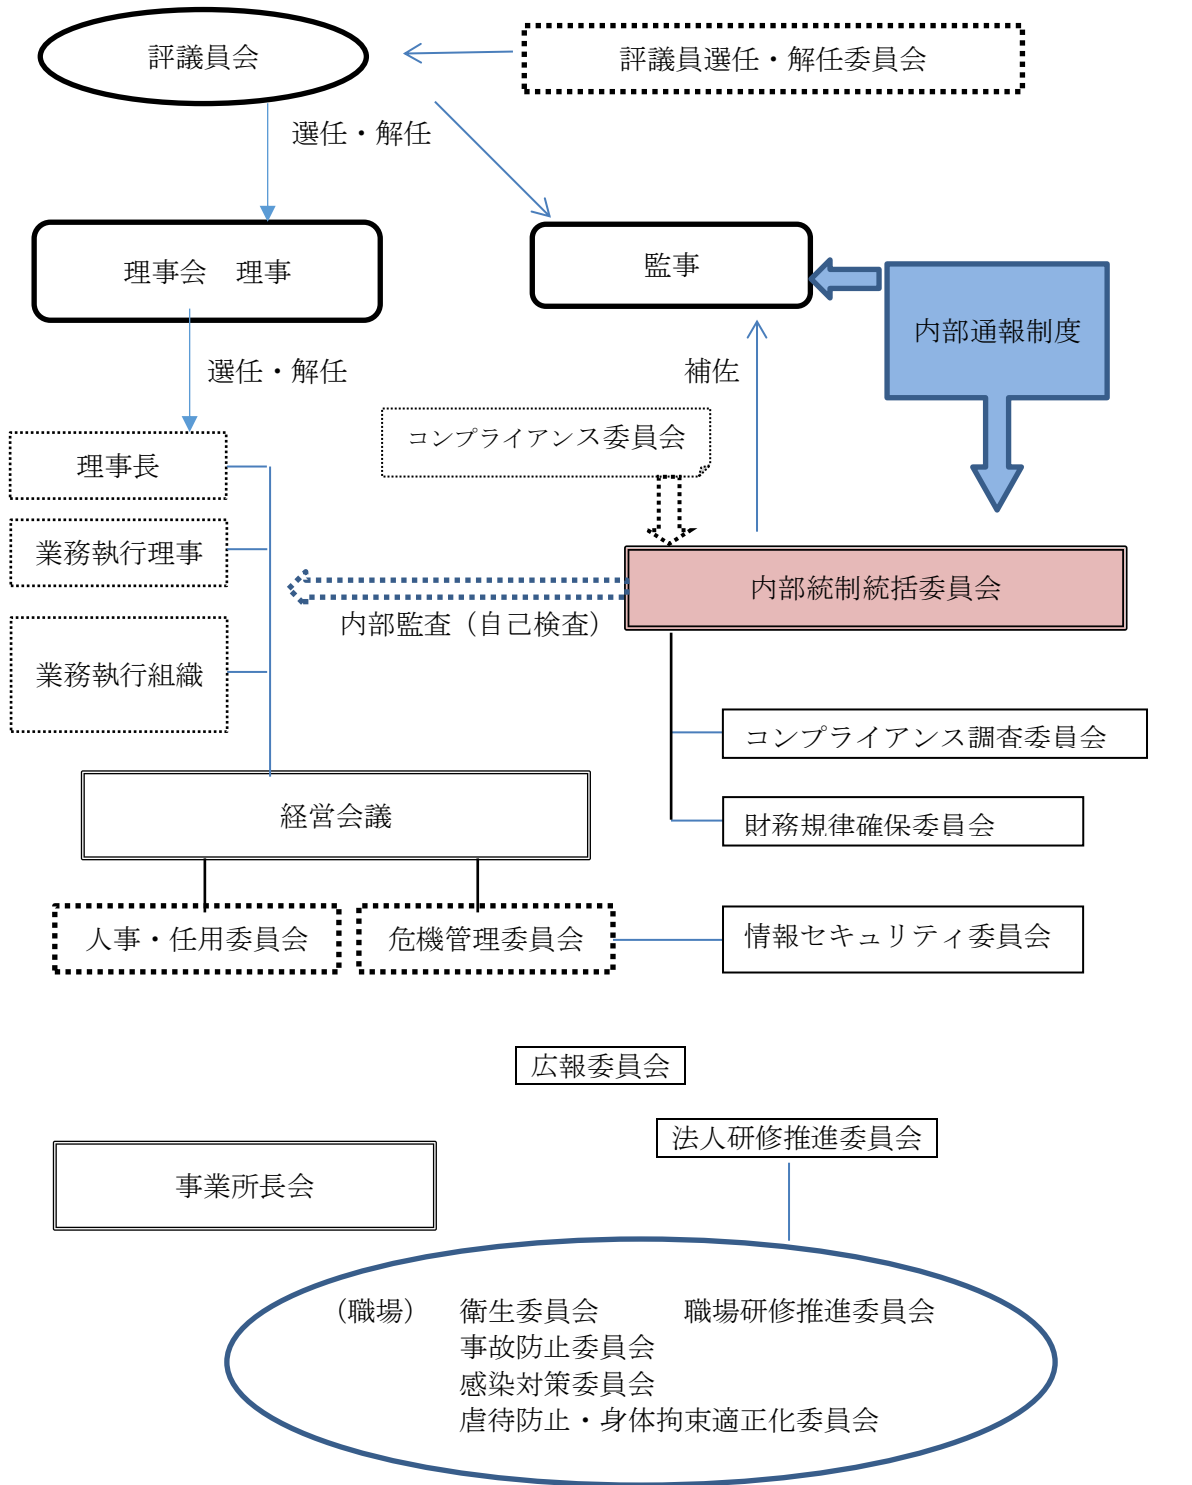 評議員会
評議員選任・解任委員会
選任・解任
理事会　理事
監事
内部通報制度
選任・解任
補佐
コンプライアンス委員会
理事長
業務執行理事
内部統制統括委員会
内部監査（自己検査）
業務執行組織
コンプライアンス調査委員会
経営会議
財務規律確保委員会
人事・任用委員会
危機管理委員会
情報セキュリティ委員会
広報委員会
法人研修推進委員会
事業所長会
（職場）　衛生委員会　　　職場研修推進委員会
事故防止委員会
感染対策委員会
虐待防止・身体拘束適正化委員会